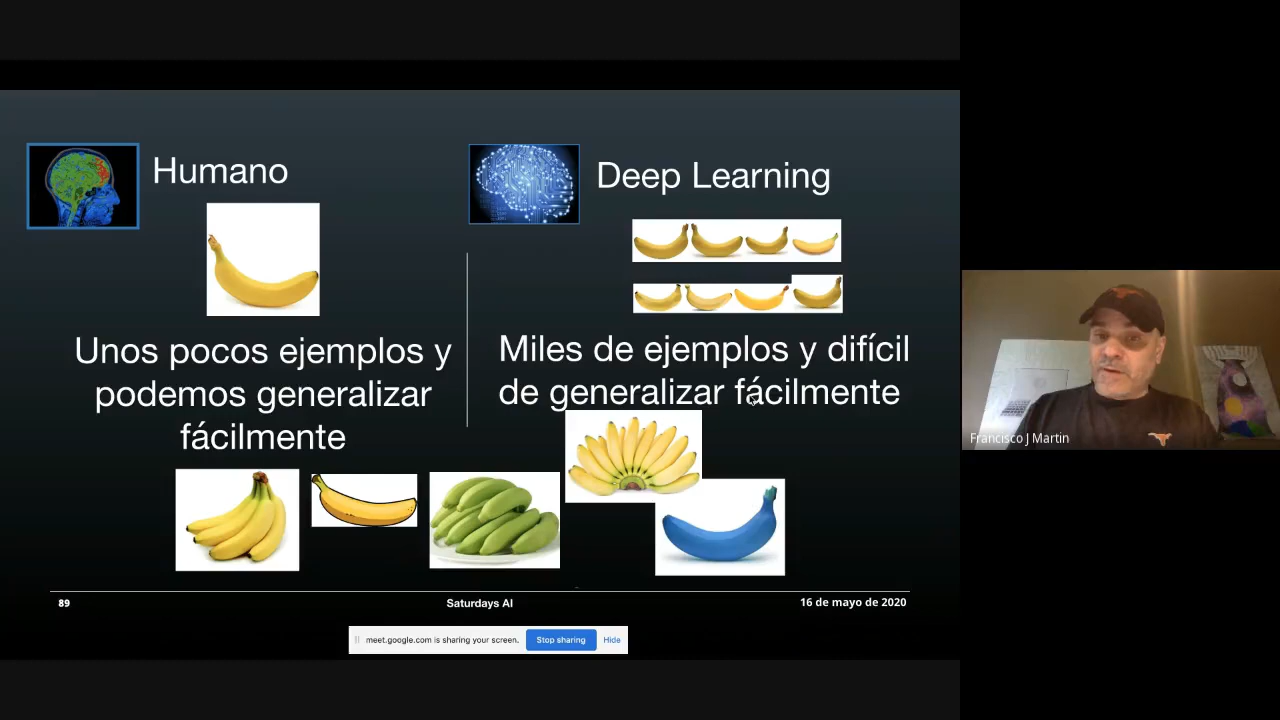 Humano
Unos pocos ejemplos y
podemos generalizar
fácilmente
Deep Learning
Miles de ejemplos y difícil
de generalizar fácilmente
89
Saturdays AI
16 de mayo de 2020
meet.google.com is sharing your screen.
Stop sharing
Hide
Francisco J Martin